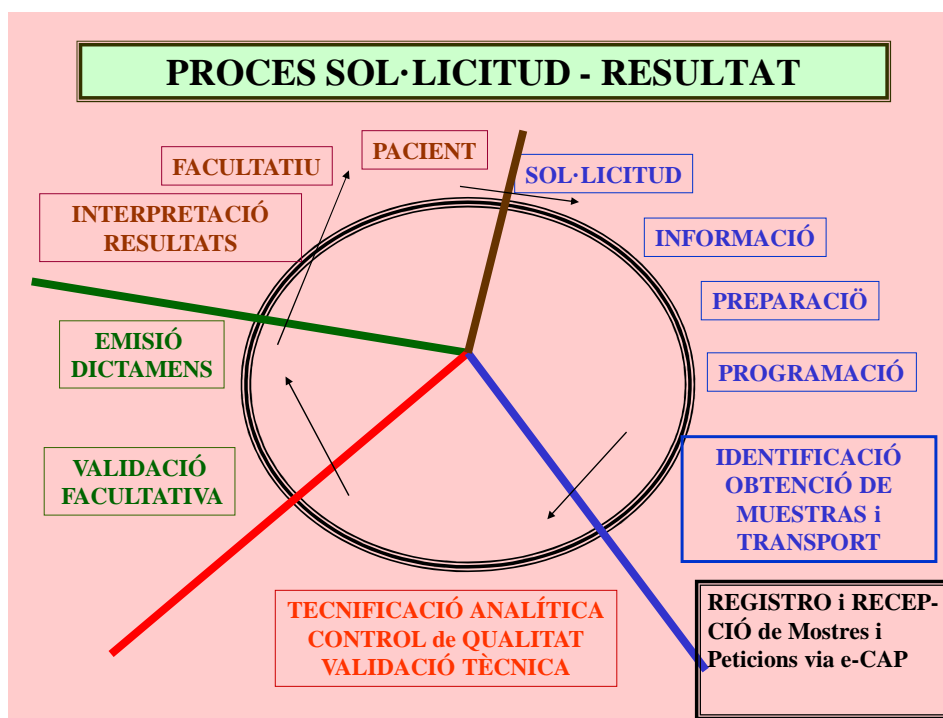 PROCES SOL·LICITUD - RESULTAT
PACIENT
FACULTATIU
SOL·LICITUD
INTERPRETACIÓ
RESULTATS
INFORMACIÓ
PREPARACIÖ
EMISIÓ
DICTAMENS
PROGRAMACIÓ
VALIDACIÓ
FACULTATIVA
IDENTIFICACIÓ
OBTENCIÓ DE
MUESTRAS i
TRANSPORT
TECNIFICACIÓ ANALÍTICA
CONTROL de QUALITAT
VALIDACIÓ TÈCNICA
REGISTRO i RECEP-
CIÓ de Mostres i
Peticions via e-CAP